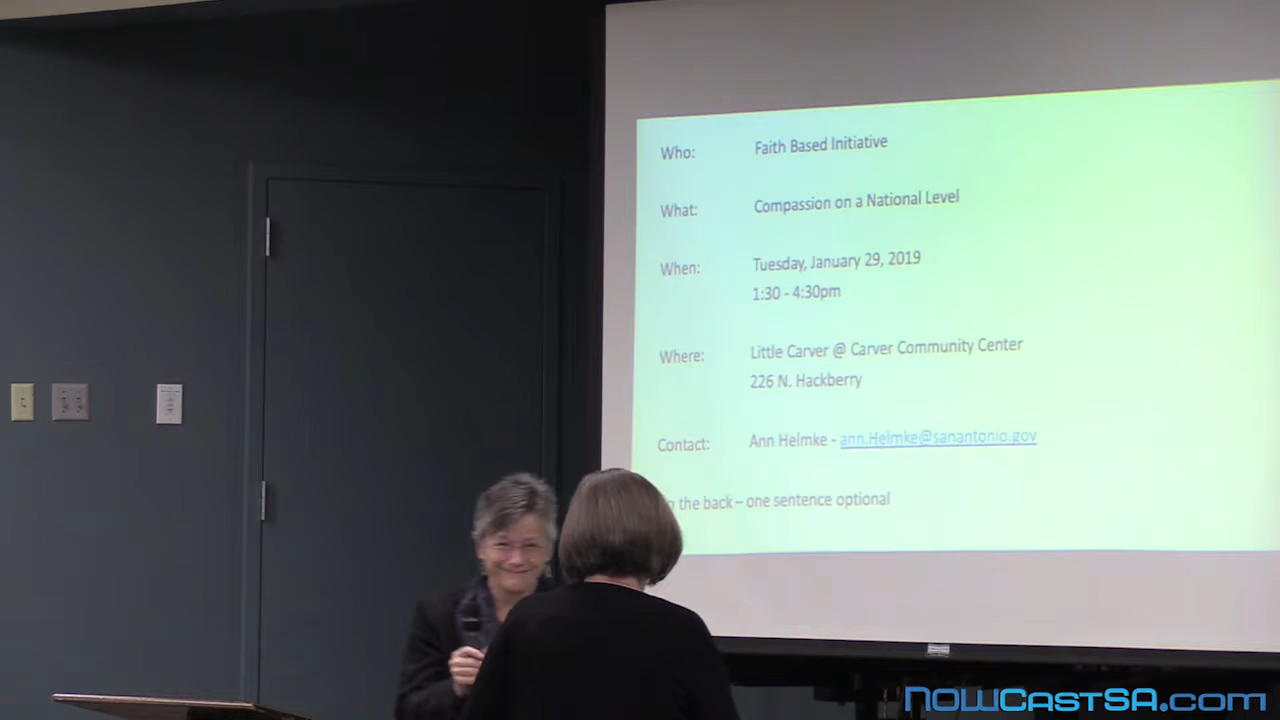 Who: Faith Based Initiative
What: Compassion on a National Level
When: Tuesday, January 29, 2019
1:30 - 4:30pm
Where: Little Carver @ Carver Community Center
226 N. Hackberry
Contact: Ann Helmke - ann.Helmke@sanantonio.gov
the back – one sentence optional
NOWCastSA.com